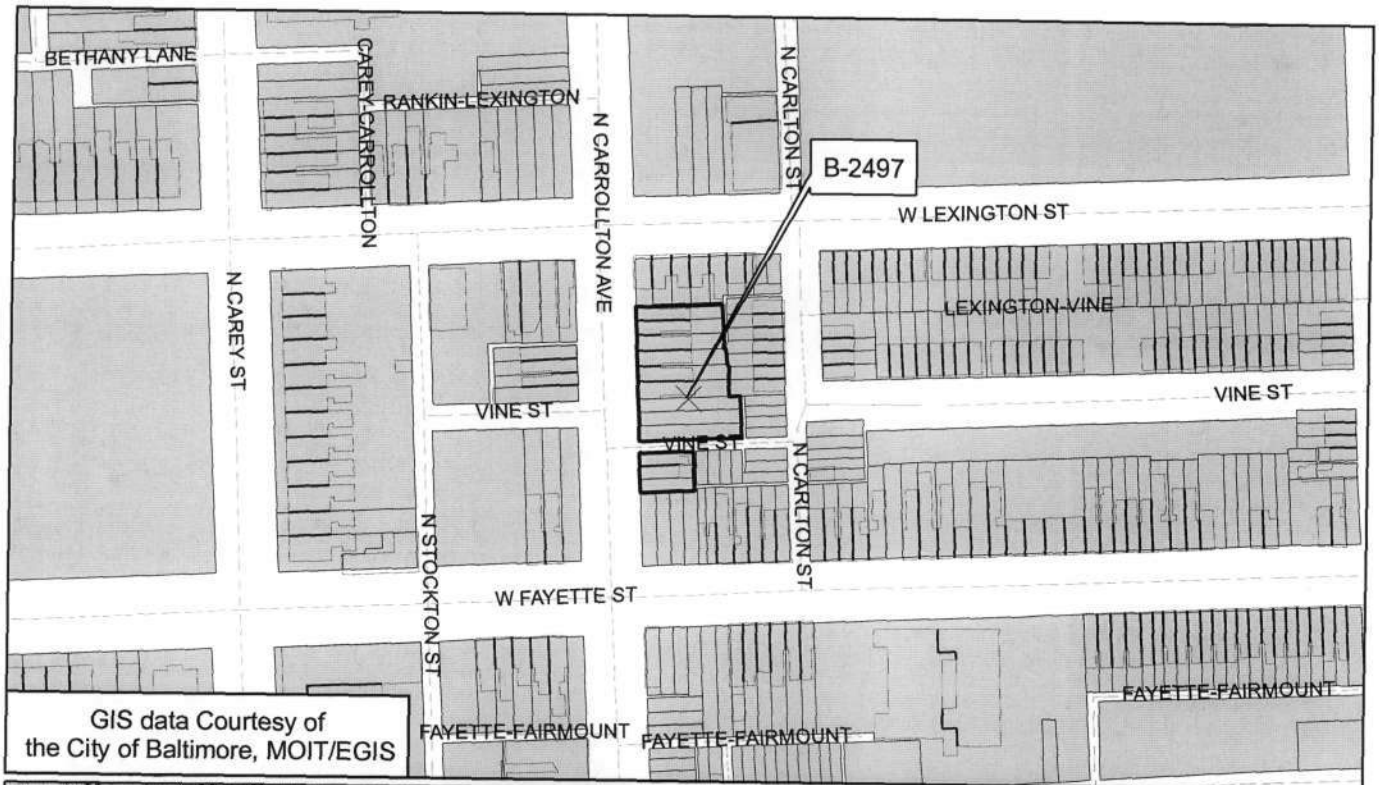 BETHANY LANE
CAREY-CARROLLTON
RANKIN-LEXINGTON
N CARROLLTON AVE
N CARLTON ST
B-2497
W LEXINGTON ST
N CAREY ST
LEXINGTON-VINE
VINE ST
VINE ST
VINE ST
N STOCKTON ST
N CARLTON ST
W FAYETTE ST
GIS data Courtesy of
the City of Baltimore, MOIT/EGIS
FAYETTE-FAIRMOUNT
FAYETTE-FAIRMOUNT
FAYETTE-FAIRMOUNT